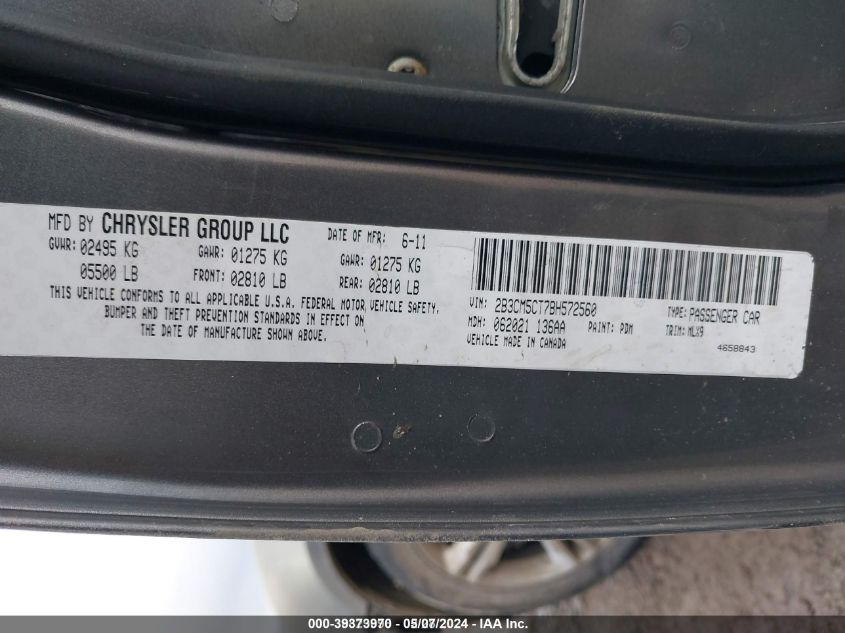 MFD BY CHRYSLER GROUP LLC
DATE OF MFR: 6-11
GVWR: 02495 KG
GAWR: 01275 KG
GAWR: 01275 KG
05500 LB
FRONT: 02810 LB
REAR: 02810 LB
THIS VEHICLE CONFORMS TO ALL APPLICABLE U.S.A. FEDERAL MOTOR VEHICLE SAFETY,
BUMPER AND THEFT PREVENTION STANDARDS IN EFFECT ON
THE DATE OF MANUFACTURE SHOWN ABOVE.
VIN: 2B3CM5CT7BH572560
TYPE: PASSENGER CAR
MDH: 062021 136AA
PAINT: PDM
TRIM: MLX9
VEHICLE MADE IN CANADA
4658843
000-39373970 - 05/07/2024 - IAA Inc.